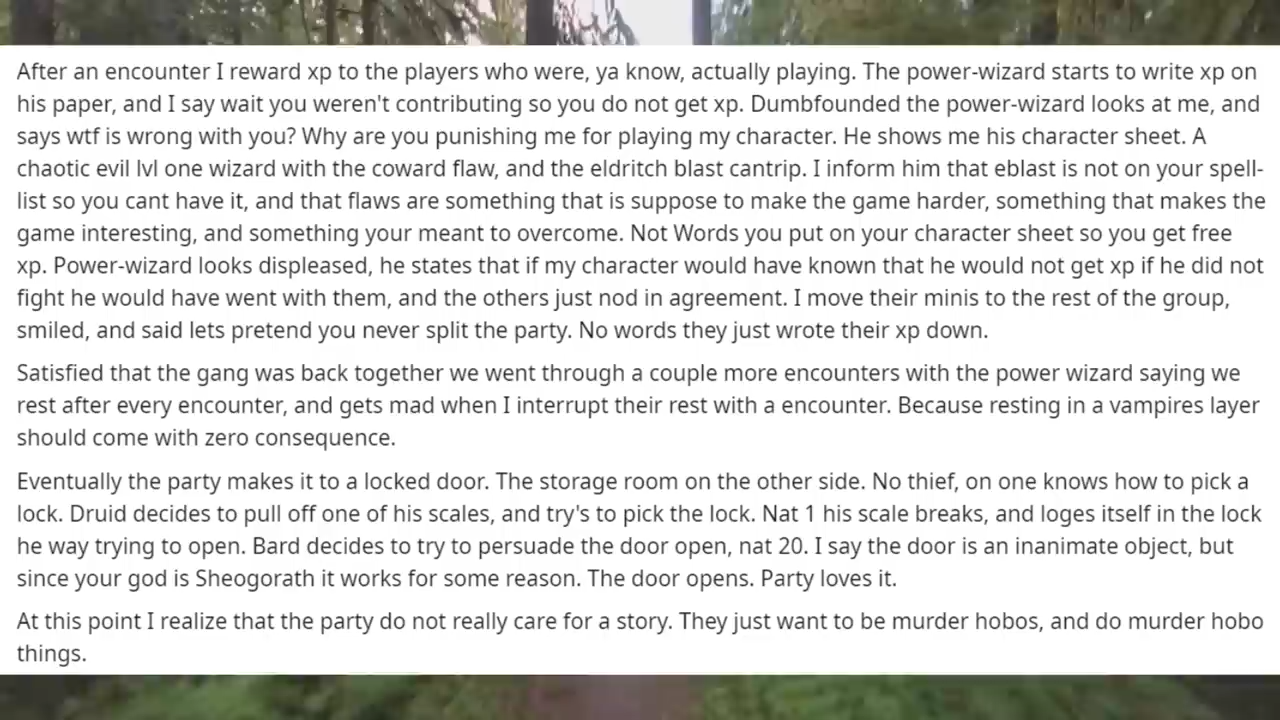 After an encounter I reward xp to the players who were, ya know, actually playing. The power-wizard starts to write xp on
his paper, and I say wait you weren't contributing so you do not get xp. Dumbfounded the power-wizard looks at me, and
says wtf is wrong with you? Why are you punishing me for playing my character. He shows me his character sheet. A
chaotic evil lvl one wizard with the coward flaw, and the eldritch blast cantrip. I inform him that eblast is not on your spell-
list so you cant have it, and that flaws are something that is suppose to make the game harder, something that makes the
game interesting, and something your meant to overcome. Not Words you put on your character sheet so you get free
xp. Power-wizard looks displeased, he states that if my character would have known that he would not get xp if he did not
fight he would have went with them, and the others just nod in agreement. I move their minis to the rest of the group,
smiled, and said lets pretend you never split the party. No words they just wrote their xp down.
Satisfied that the gang was back together we went through a couple more encounters with the power wizard saying we
rest after every encounter, and gets mad when I interrupt their rest with a encounter. Because resting in a vampires layer
should come with zero consequence.
Eventually the party makes it to a locked door. The storage room on the other side. No thief, on one knows how to pick a
lock. Druid decides to pull off one of his scales, and try's to pick the lock. Nat 1 his scale breaks, and loges itself in the lock
he way trying to open. Bard decides to try to persuade the door open, nat 20. I say the door is an inanimate object, but
since your god is Sheogorath it works for some reason. The door opens. Party loves it.
At this point I realize that the party do not really care for a story. They just want to be murder hobos, and do murder hobo
things.